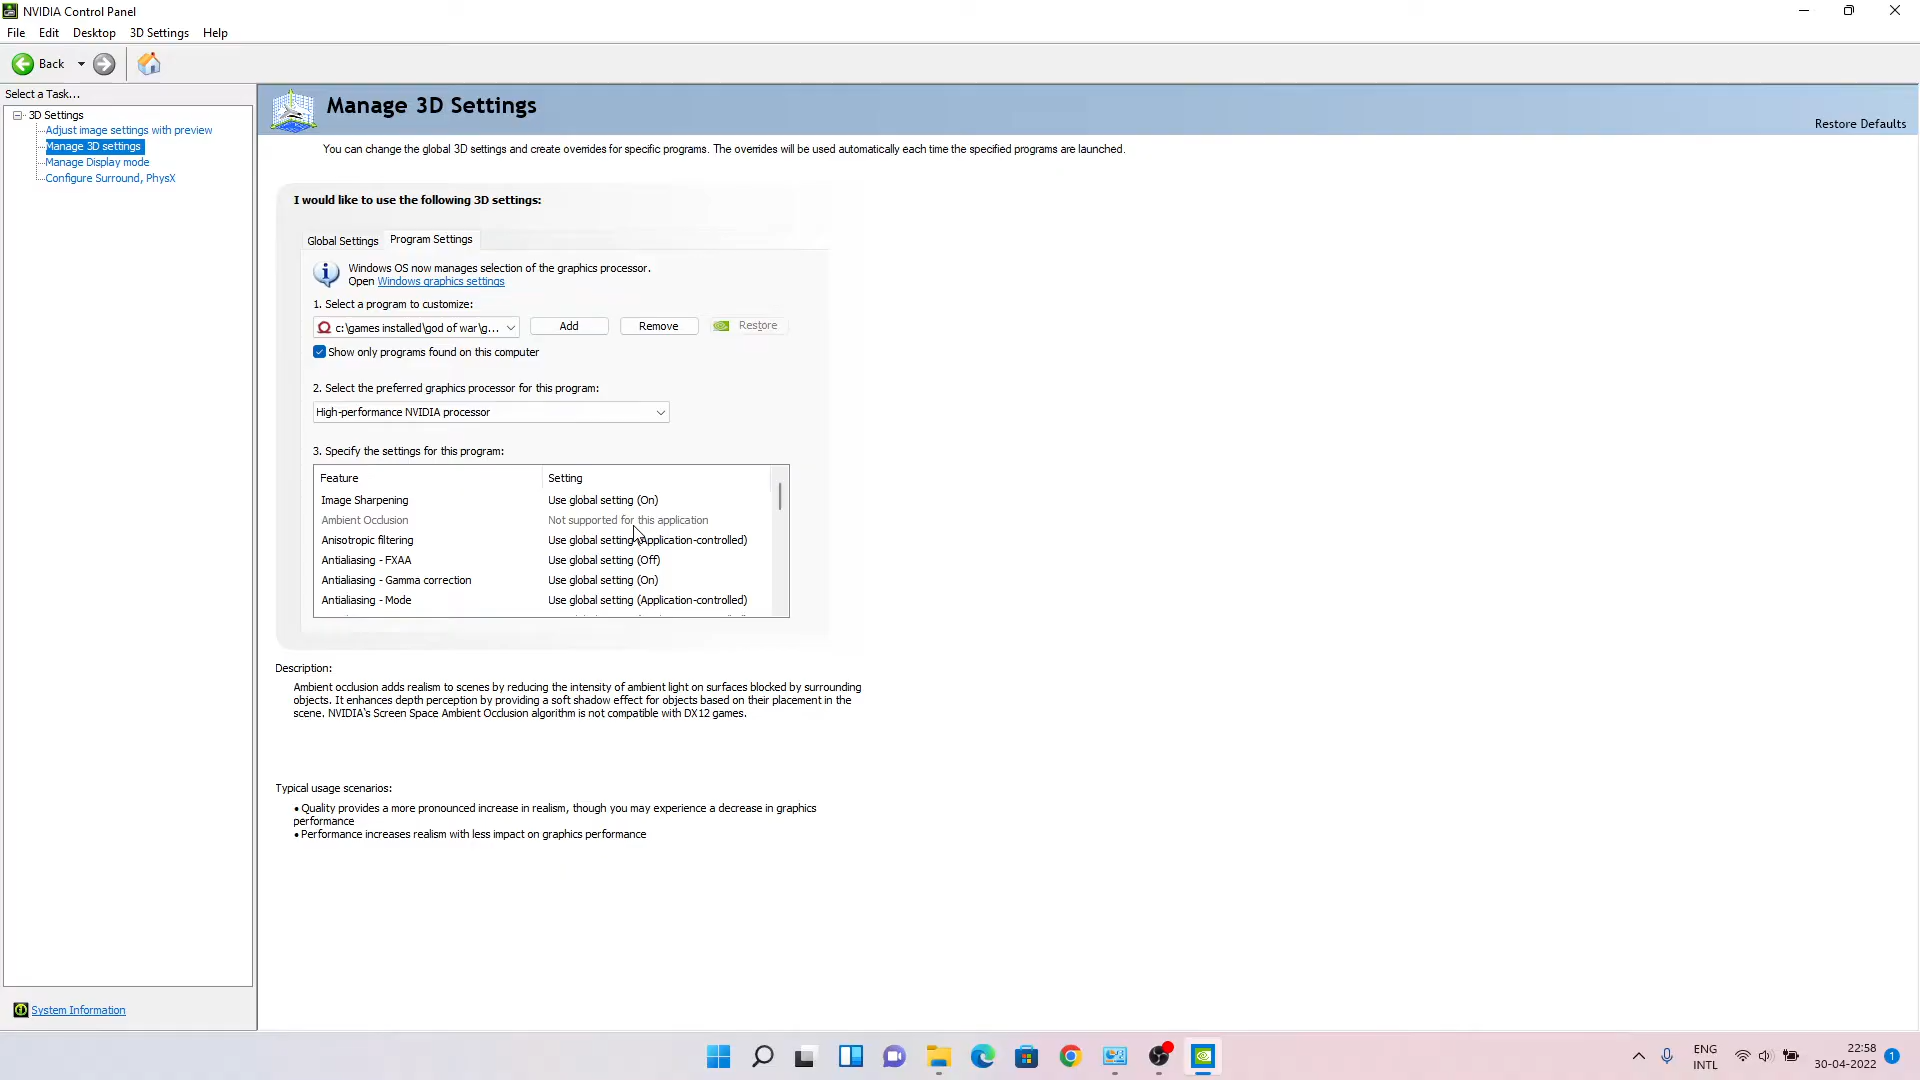 NVIDIA Control Panel
File Edit Desktop 3D Settings Help
Back
Select a Task...
3D Settings
Adjust image settings with preview
Manage 3D settings
Manage Display mode
Configure Surround, PhysX
System Information
Manage 3D Settings
Restore Defaults
You can change the global 3D settings and create overrides for specific programs. The overrides will be used automatically each time the specified programs are launched.
I would like to use the following 3D settings:
Global Settings Program Settings
Windows OS now manages selection of the graphics processor.
Open Windows graphics settings
1. Select a program to customize:
c:\games installed\god of war\g... Add Remove Restore
Show only programs found on this computer
2. Select the preferred graphics processor for this program:
High-performance NVIDIA processor
3. Specify the settings for this program:
Feature Setting
Image Sharpening Use global setting (On)
Ambient Occlusion Not supported for this application
Anisotropic filtering Use global setting (Application-controlled)
Antialiasing - FXAA Use global setting (Off)
Antialiasing - Gamma correction Use global setting (On)
Antialiasing - Mode Use global setting (Application-controlled)
Description:
Ambient occlusion adds realism to scenes by reducing the intensity of ambient light on surfaces blocked by surrounding
objects. It enhances depth perception by providing a soft shadow effect for objects based on their placement in the
scene. NVIDIA's Screen Space Ambient Occlusion algorithm is not compatible with DX12 games.
Typical usage scenarios:
• Quality provides a more pronounced increase in realism, though you may experience a decrease in graphics
performance
• Performance increases realism with less impact on graphics performance
ENG
INTL
22:58
30-04-2022
1